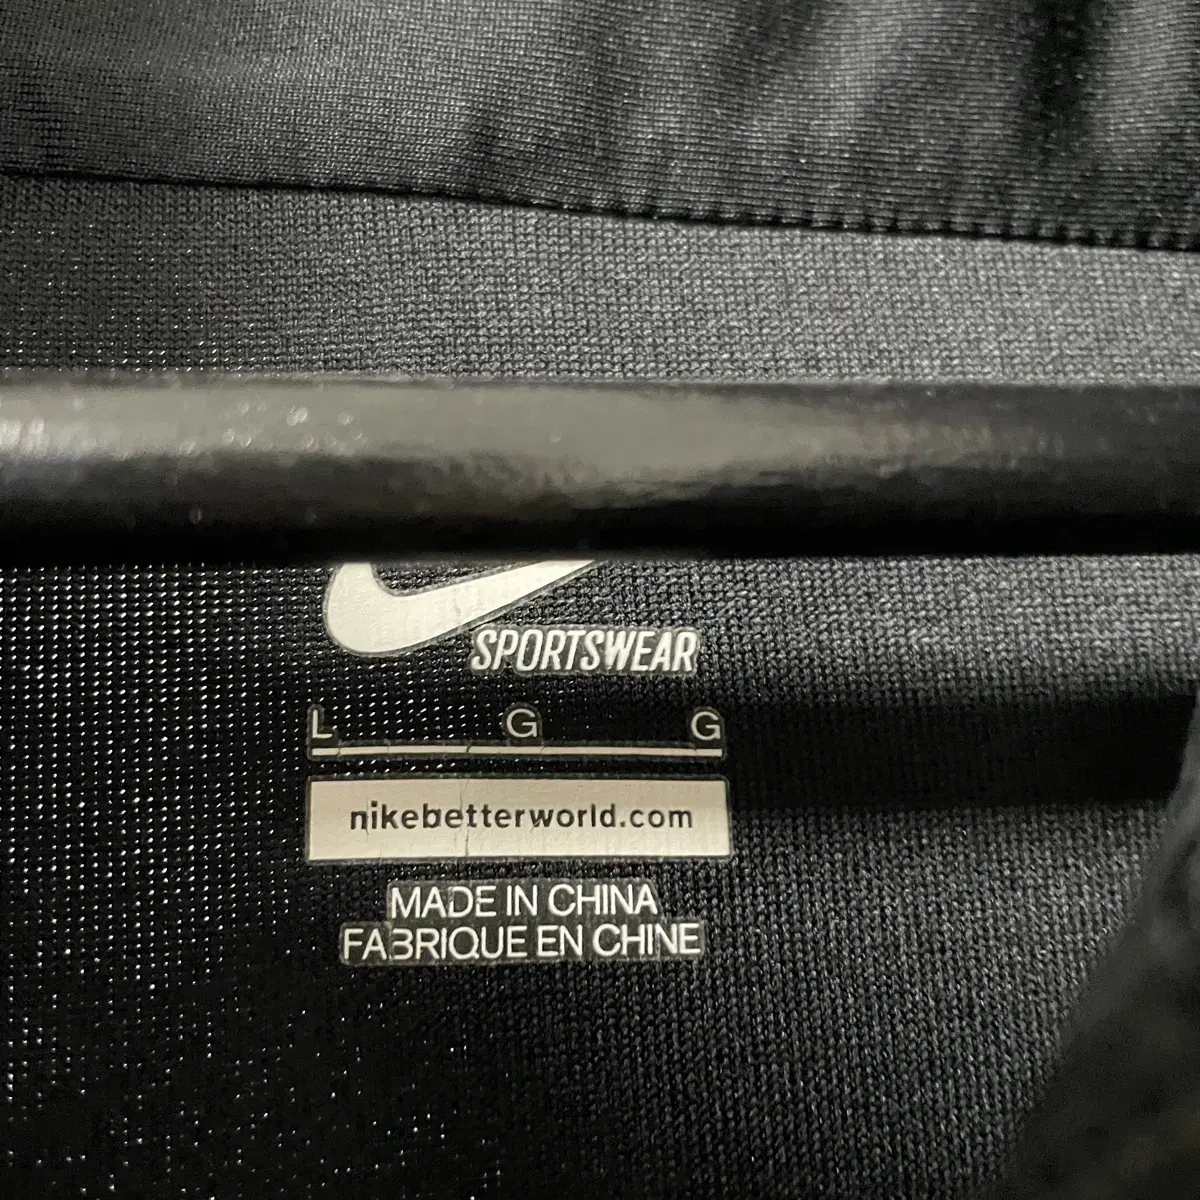 SPORTSWEAR
L G G
nikebetterworld.com
MADE IN CHINA
FABRIQUE EN CHINE